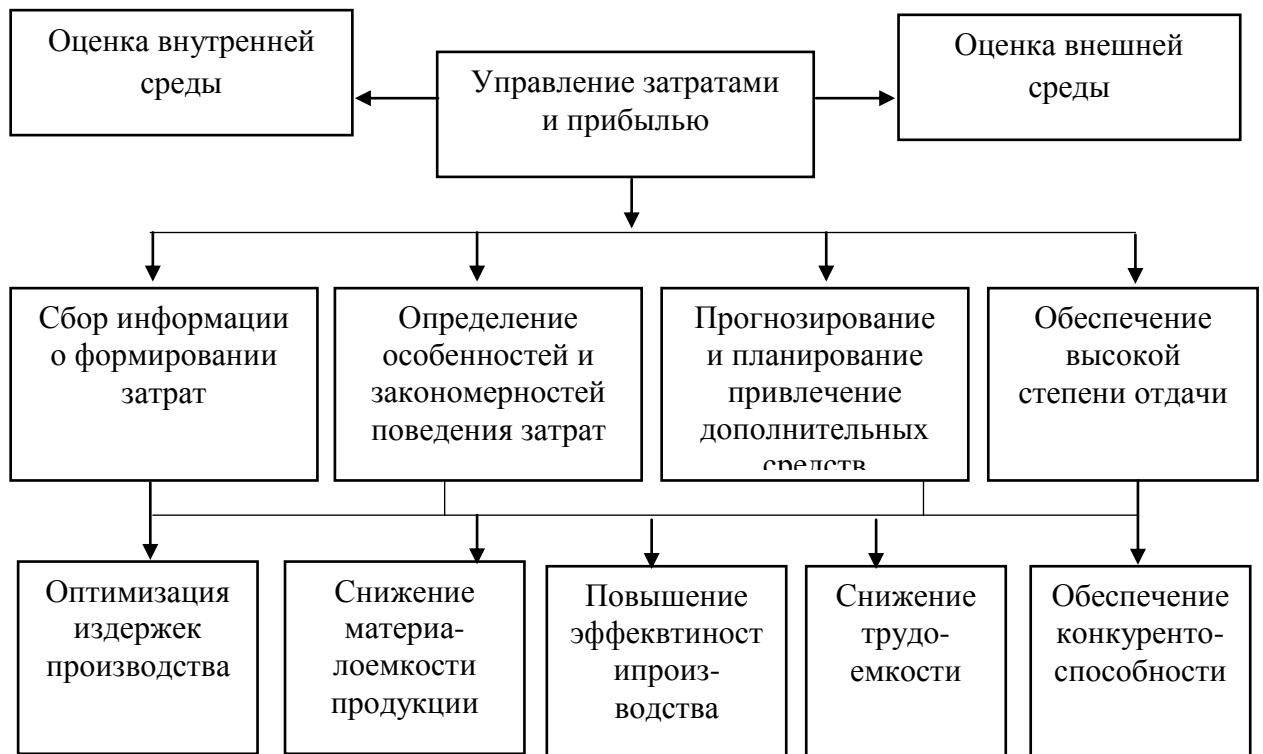 Оценка внутренней
среды
Управление затратами
и прибылью
Оценка внешней
среды
Сбор информации
о формировании
затрат
Определение
особенностей и
закономерностей
поведения затрат
Прогнозирование
и планирование
привлечение
дополнительных
средств
Обеспечение
высокой
степени отдачи
Оптимизация
издержек
производства
Снижение
материа-
лоемкости
продукции
Повышение
эффеквтиност
ипроиз-
водства
Снижение
трудо-
емкости
Обеспечение
конкуренто-
способности